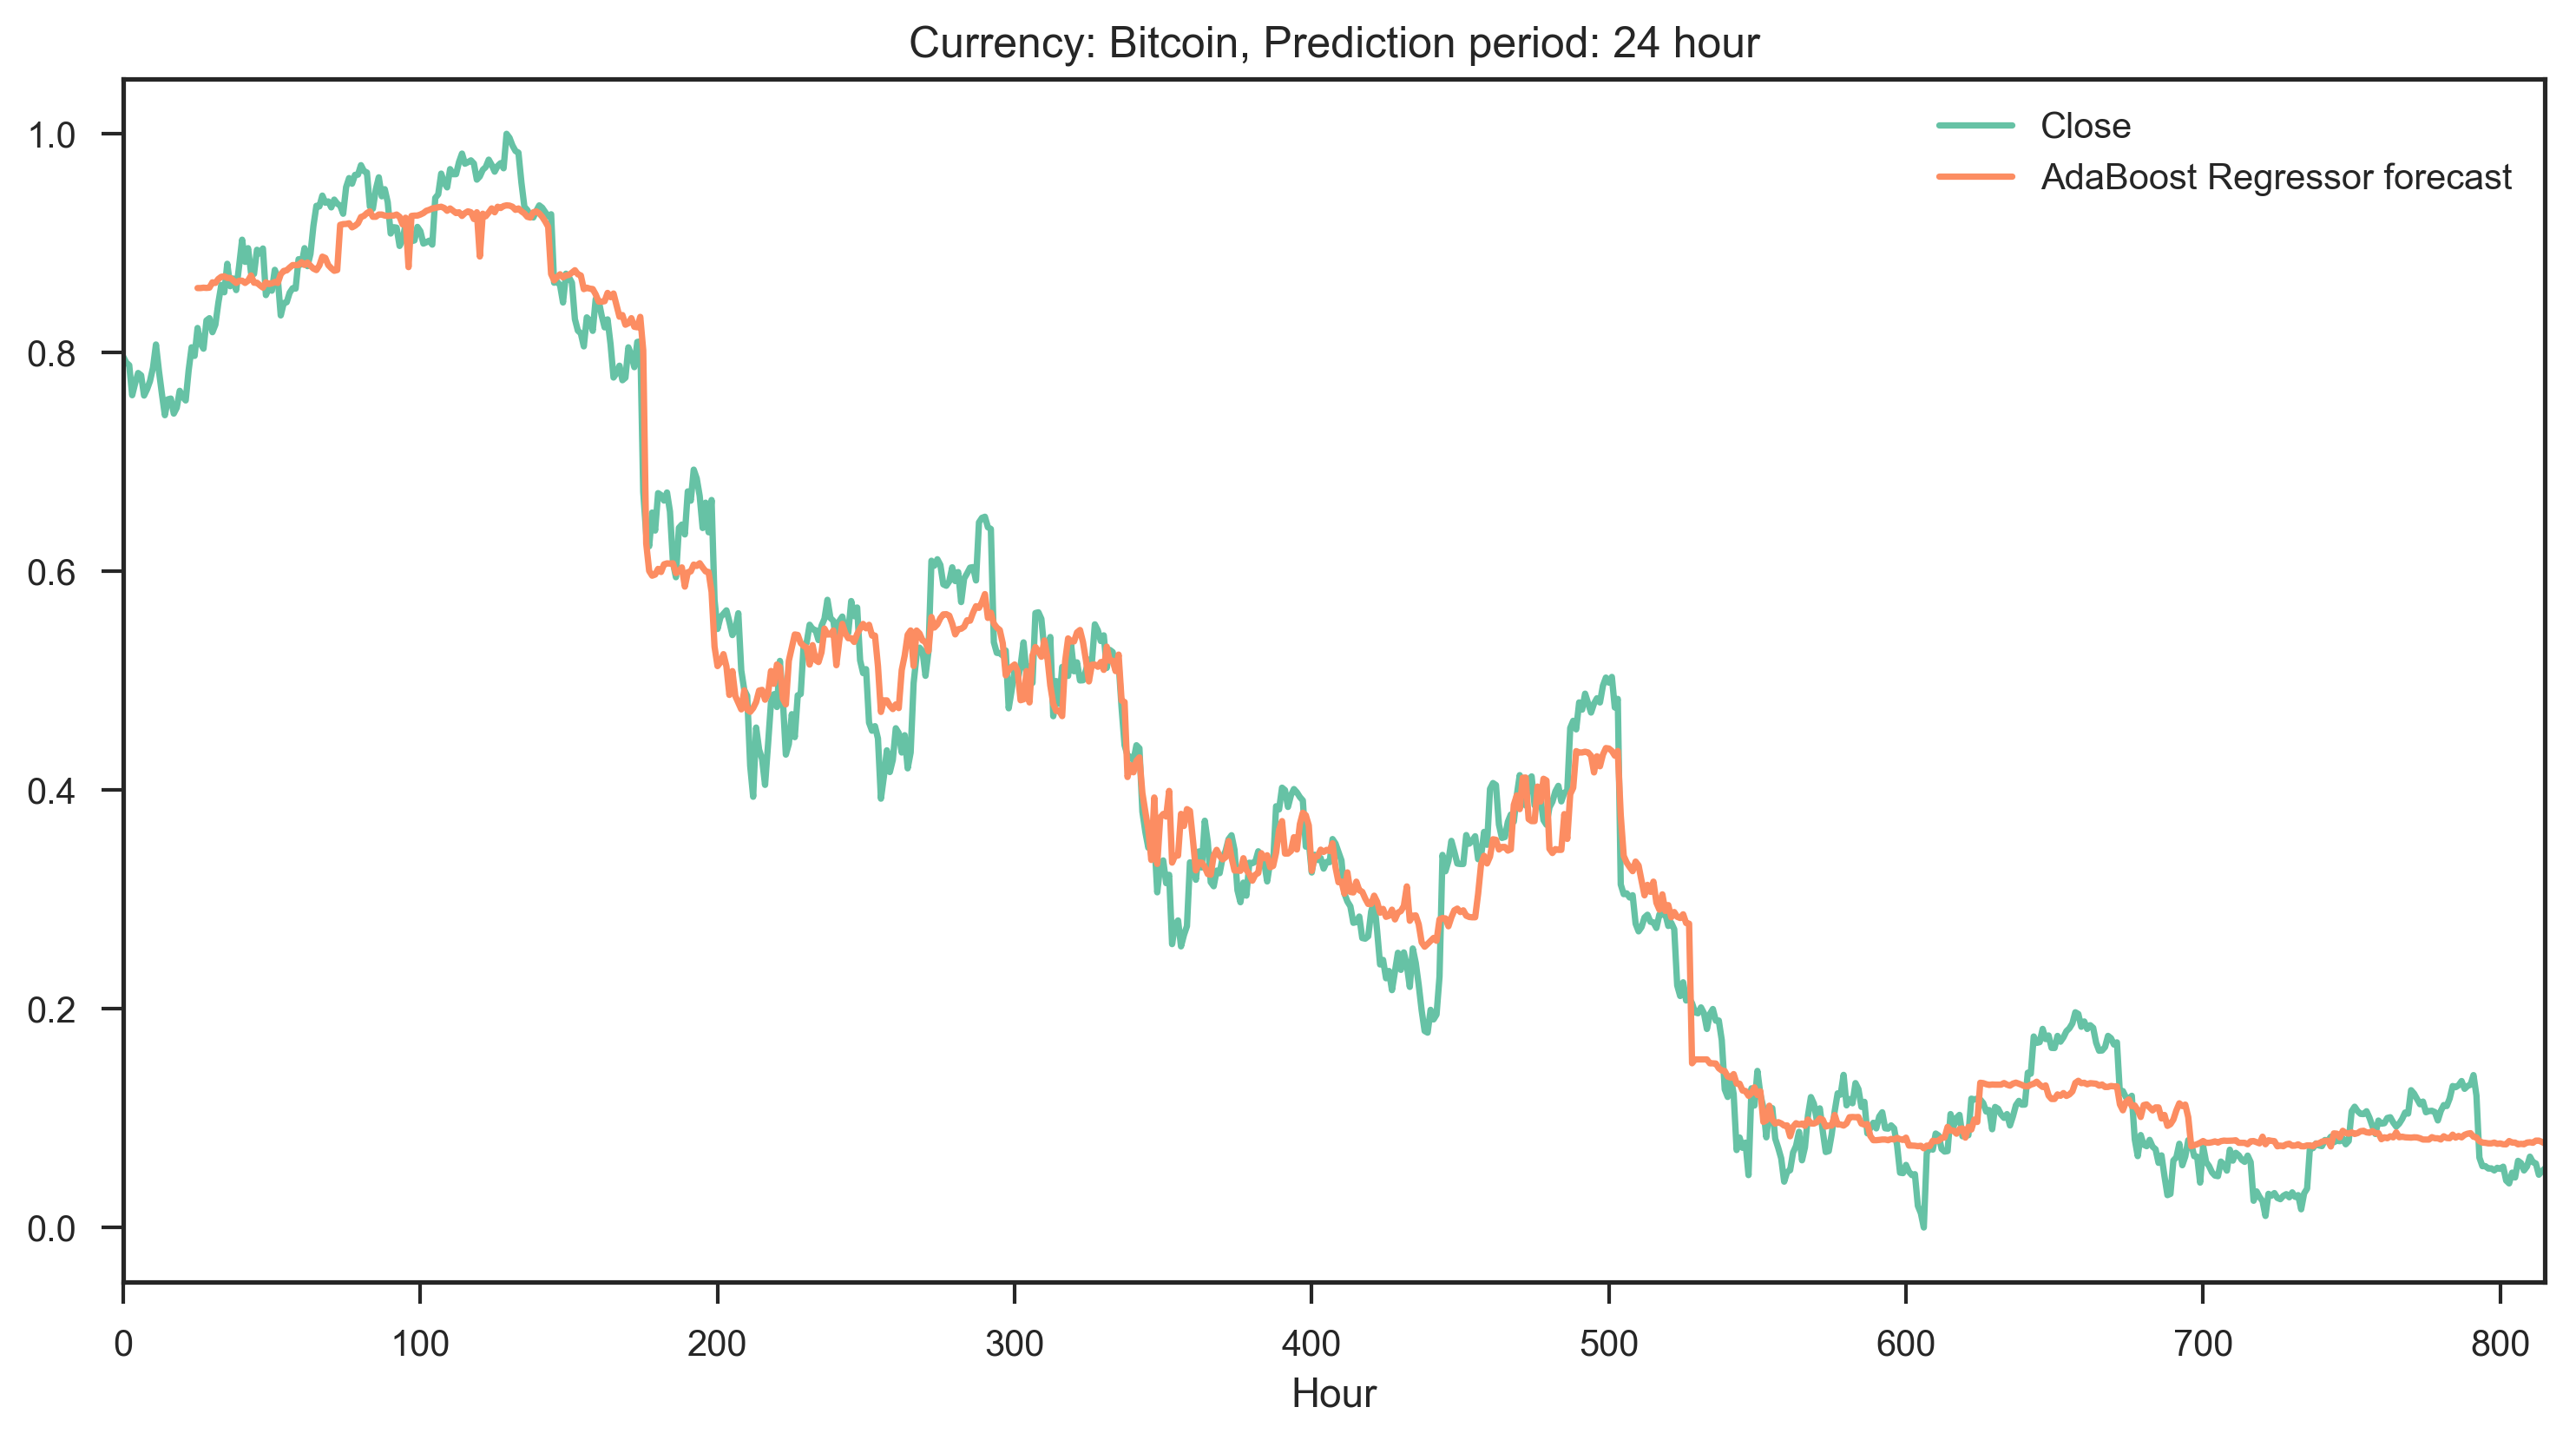 Currency: Bitcoin, Prediction period: 24 hour
Close
AdaBoost Regressor forecast
1.0
0.8
0.6
0.4
0.2
0.0
0 100 200 300 400 500 600 700 800
Hour